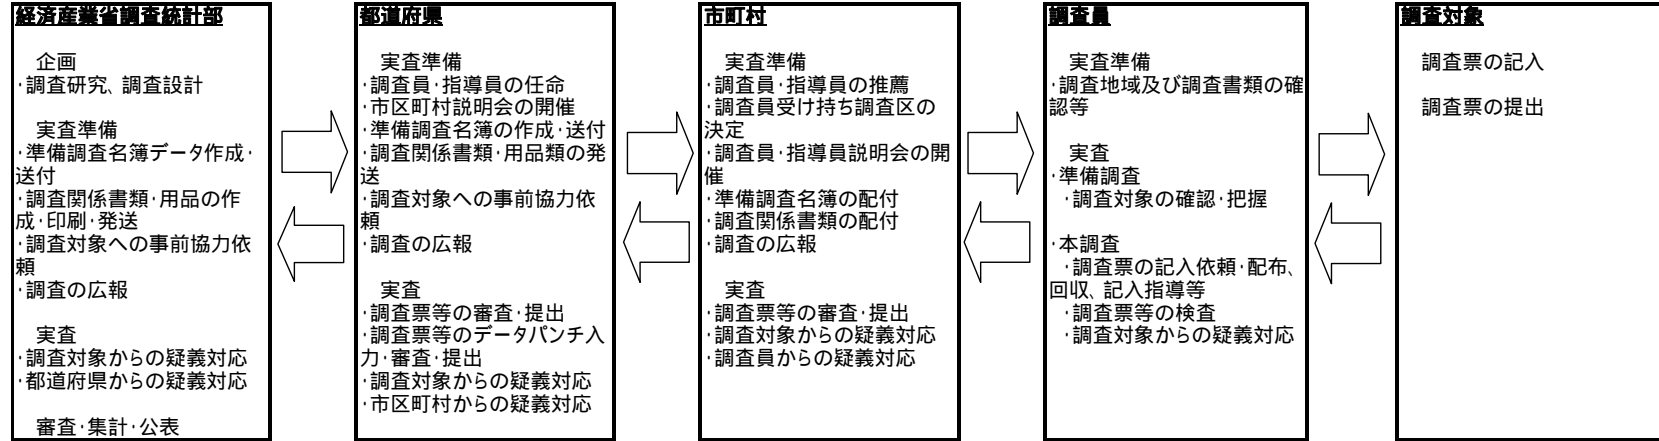 経済産業省調査統計部
企画
・調査研究、調査設計
実査準備
・準備調査名簿データ作成・
送付
・調査関係書類・用品の作
成・印刷・発送
・調査対象への事前協力依
頼
・調査の広報
実査
・調査対象からの疑義対応
・都道府県からの疑義対応
審査・集計・公表
都道府県
実査準備
・調査員・指導員の任命
・市区町村説明会の開催
・準備調査名簿の作成・送付
・調査関係書類・用品類の発
送
・調査対象への事前協力依
頼
・調査の広報
実査
・調査票等の審査・提出
・調査票等のデータパンチ入
力・審査・提出
・調査対象からの疑義対応
・市区町村からの疑義対応
市町村
実査準備
・調査員・指導員の推薦
・調査員受け持ち調査区の
決定
・調査員・指導員説明会の開
催
・準備調査名簿の配付
・調査関係書類の配付
・調査の広報
実査
・調査票等の審査・提出
・調査対象からの疑義対応
・調査員からの疑義対応
調査員
実査準備
・調査地域及び調査書類の確
認等
実査
・準備調査
・調査対象の確認・把握
・本調査
・調査票の記入依頼・配布、
回収、記入指導等
・調査票等の検査
・調査対象からの疑義対応
調査対象
調査票の記入
調査票の提出